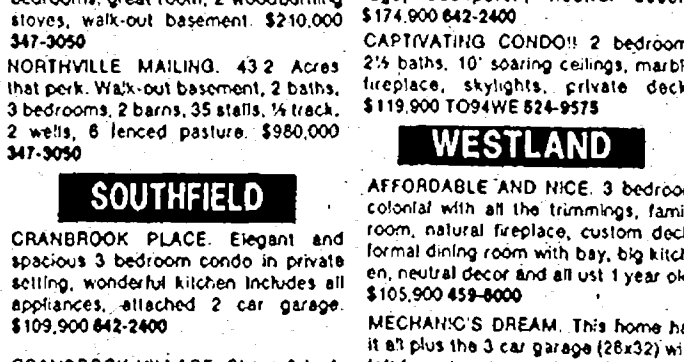 bedrooms, great room, 2 woodburning
stoves, walk-out basement. $210,000
347-3050
NORTHVILLE MAILING. 43 2 Acres
that perk. Walk-out basement, 2 baths,
3 bedrooms, 2 barns, 35 stalls, ½ track,
2 wells, 6 fenced pasture. $980,000
347-3050
SOUTHFIELD
CRANBROOK PLACE. Elegant and
spacious 3 bedroom condo in private
setting, wonderful kitchen includes all
appliances, attached 2 car garage.
$109,900 642-2400
$174,900 642-2400
CAPTIVATING CONDO!! 2 bedroom
2½ baths, 10' soaring ceilings, marb
fireplace, skylights, private deck
$119,900 TO94WE 524-9575
WESTLAND
AFFORDABLE AND NICE. 3 bedroo
colonial with all the trimmings, fami
room, natural fireplace, custom dec
formal dining room with bay, big kitch
en, neutral decor and all ust 1 year ol
$105,900 459-6000
MECHANIC'S DREAM. This home ha
it all plus the 3 car garage (26x32) wi